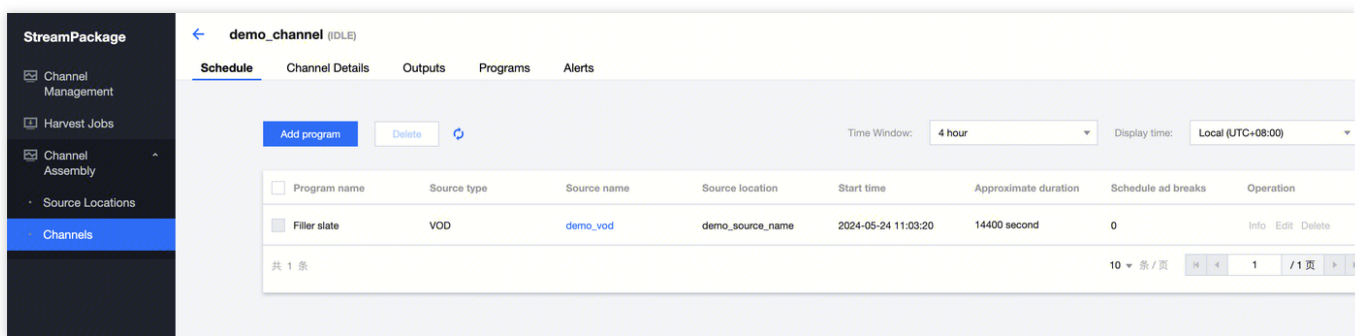 StreamPackage
Channel
Management
Harvest Jobs
Channel
Assembly
Source Locations
Channels
demo_channel (IDLE)
Schedule Channel Details Outputs Programs Alerts
Add program Delete Time Window: 4 hour Display time: Local (UTC+08:00)
Program name Source type Source name Source location Start time Approximate duration Schedule ad breaks Operation
Filler slate VOD demo_vod demo_source_name 2024-05-24 11:03:20 14400 second 0 Info Edit Delete
共 1 条 10 条 / 页 1 / 1 页